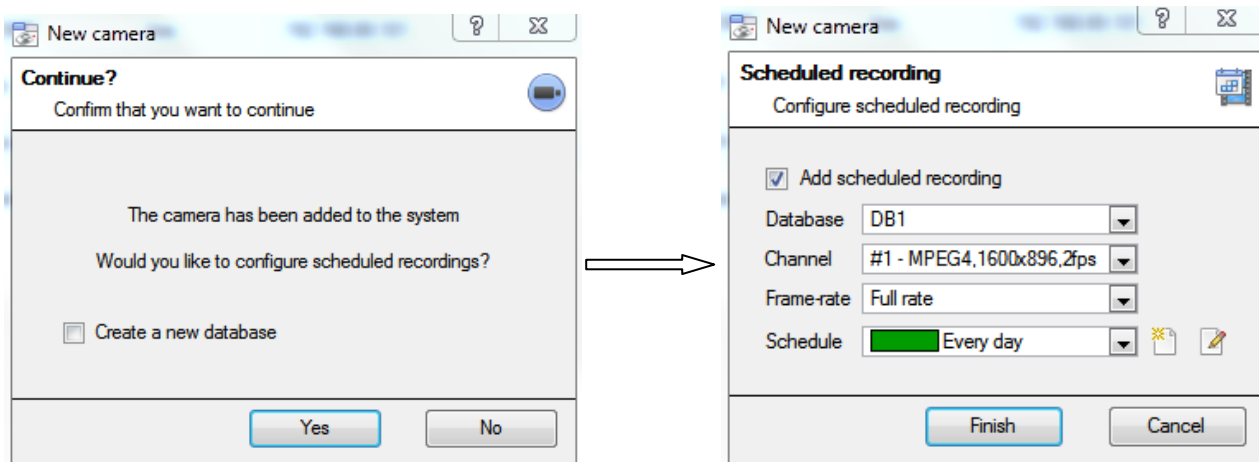 New camera
Continue?
Confirm that you want to continue
The camera has been added to the system
Would you like to configure scheduled recordings?
Create a new database
Yes
No
New camera
Scheduled recording
Configure scheduled recording
Add scheduled recording
Database DB1
Channel #1 - MPEG4,1600x896,2fps
Frame-rate Full rate
Schedule Every day
Finish
Cancel